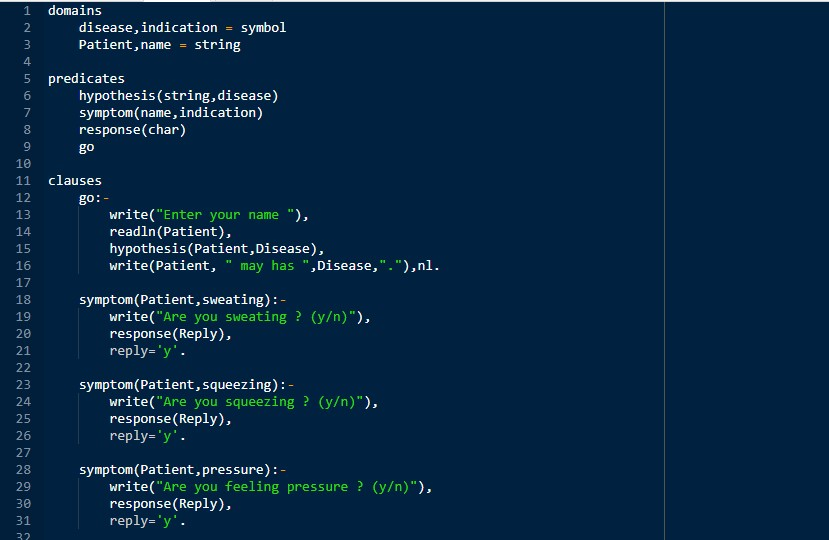 1 domains
2 disease,indication = symbol
3 Patient,name = string
4
5 predicates
6 hypothesis(string,disease)
7 symptom(name,indication)
8 response(char)
9 go
10
11 clauses
12 go:-
13 write("Enter your name "),
14 readln(Patient),
15 hypothesis(Patient,Disease),
16 write(Patient, " may has ",Disease,"."),nl.
17
18 symptom(Patient,sweating):-
19 write("Are you sweating ? (y/n)"),
20 response(Reply),
21 reply='y'.
22
23 symptom(Patient,squeezing):-
24 write("Are you squeezing ? (y/n)"),
25 response(Reply),
26 reply='y'.
27
28 symptom(Patient,pressure):-
29 write("Are you feeling pressure ? (y/n)"),
30 response(Reply),
31 reply='y'.
32